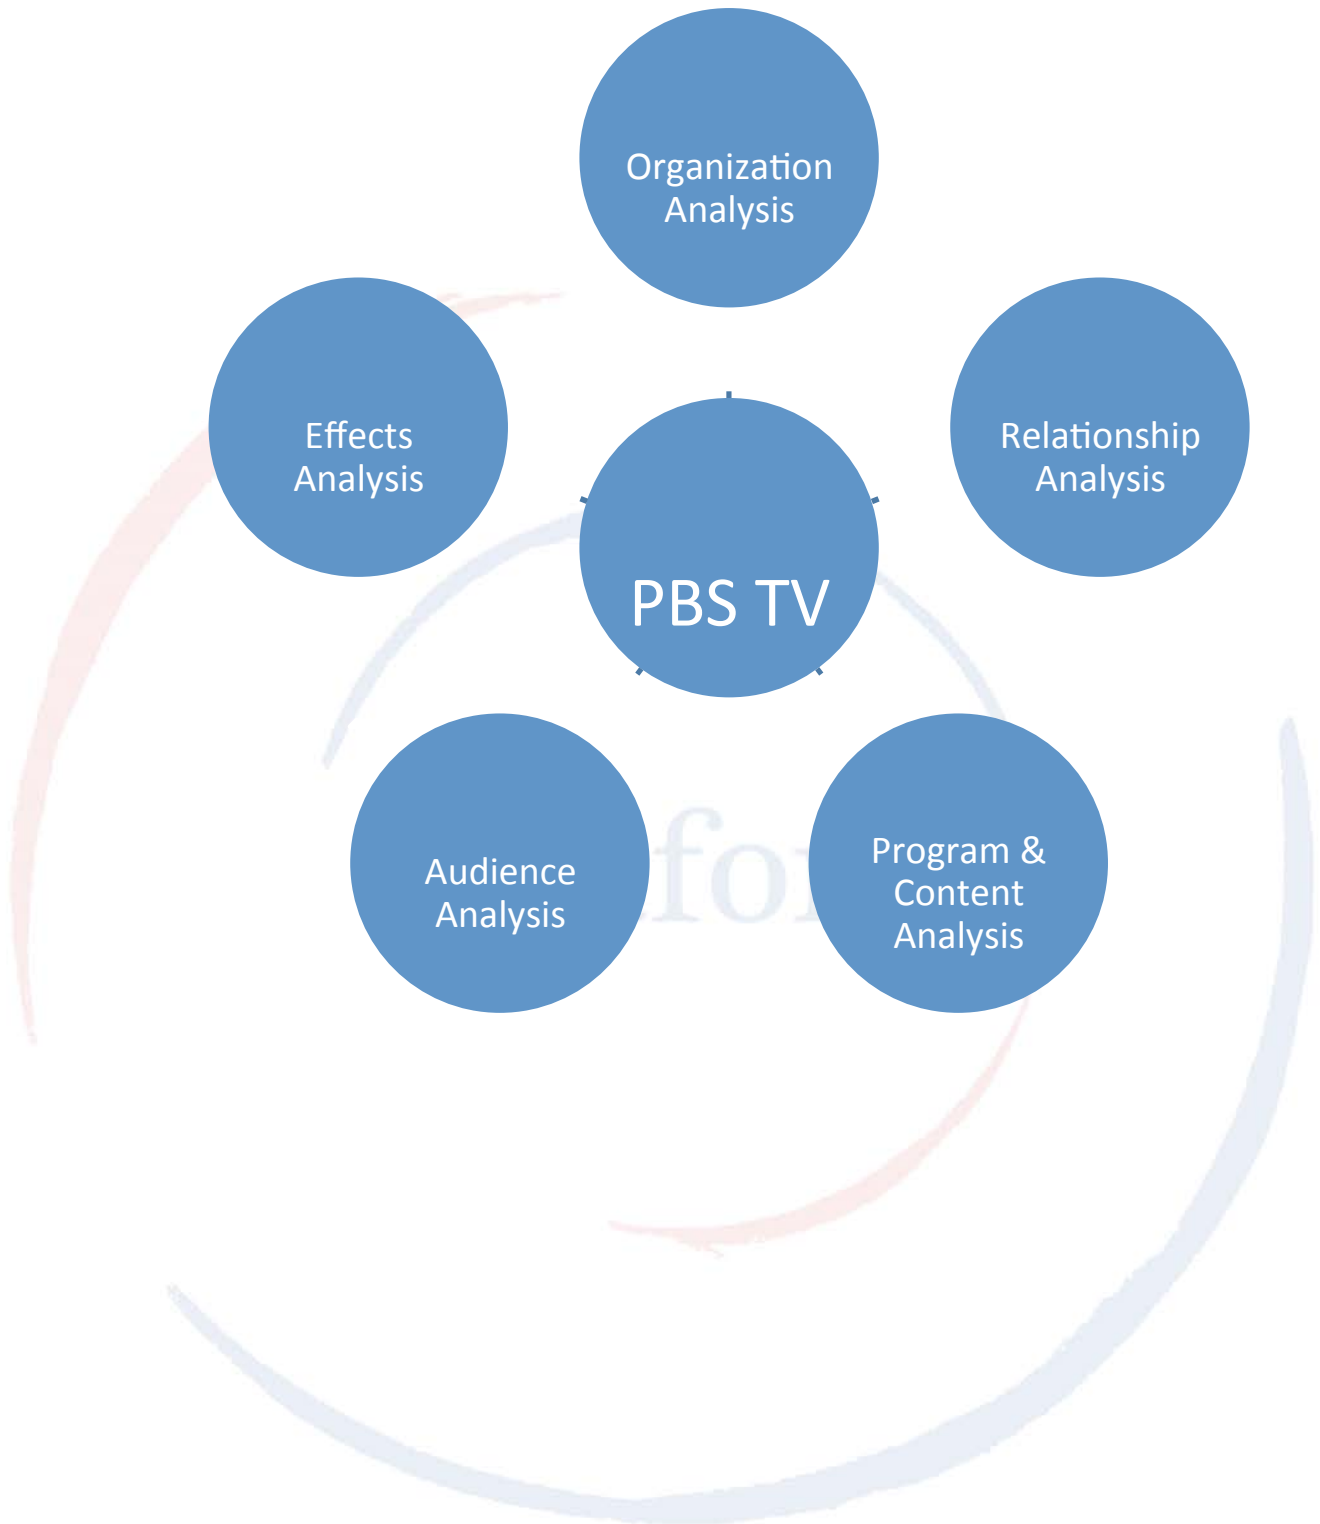 Organization
Analysis
Effects
Analysis
Relationship
Analysis
PBS TV
Audience
Analysis
Program &
Content
Analysis